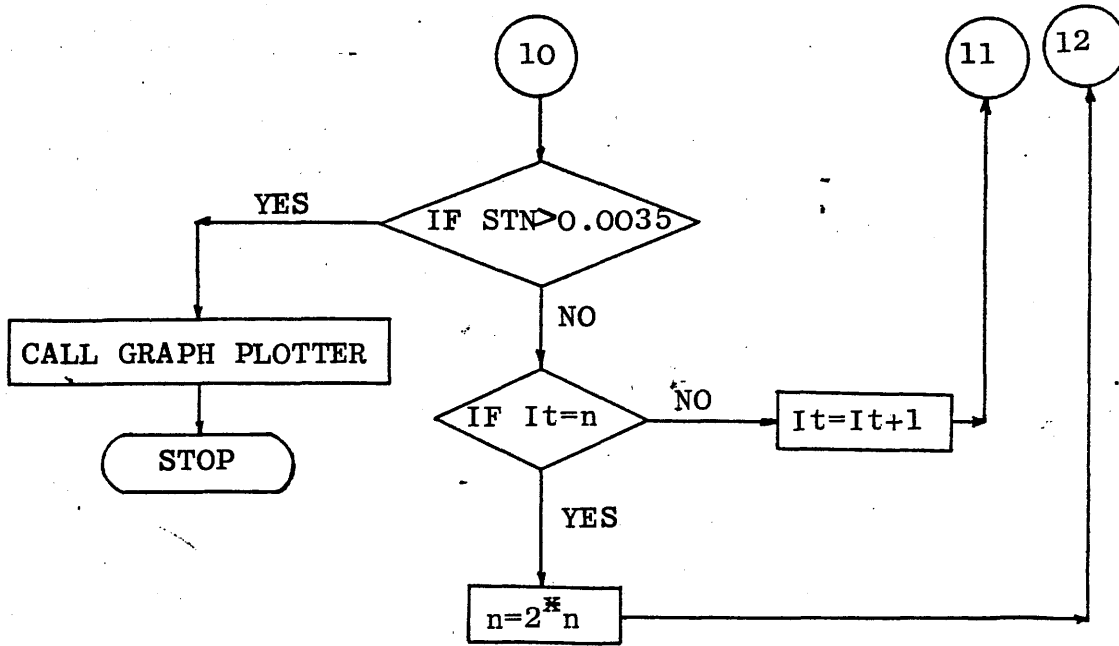 10
11
12
YES
IF STN>0.0035
NO
CALL GRAPH PLOTTER
IF It=n
NO
It=It+1
STOP
YES
n=2*n